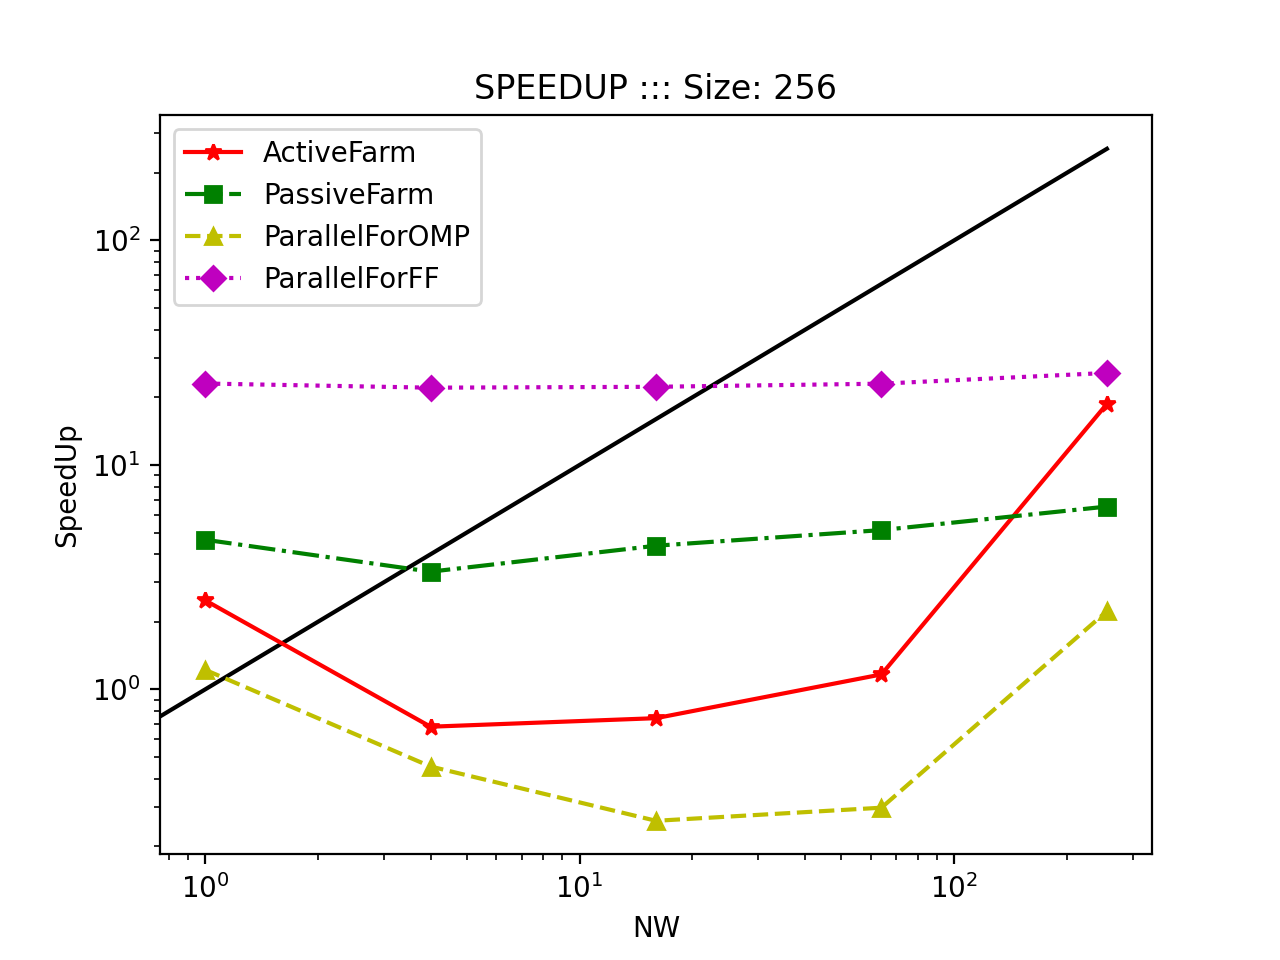 SPEEDUP ::: Size: 256
ActiveFarm
PassiveFarm
ParallelForOMP
ParallelForFF
SpeedUp
10²
10¹
10⁰
10⁰ 10¹ 10²
NW